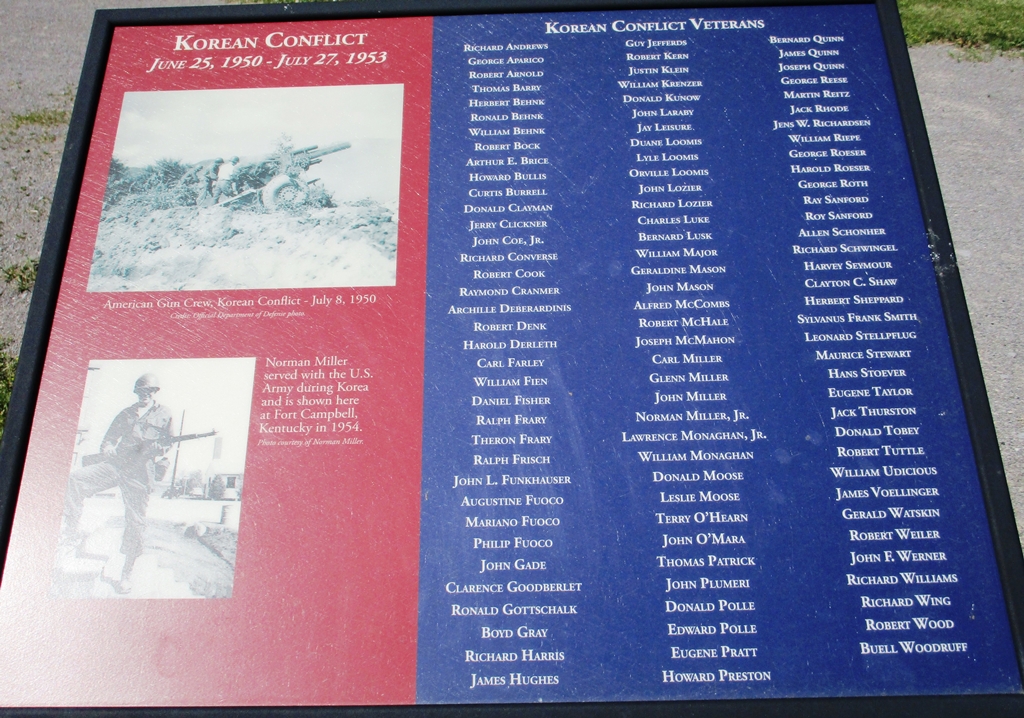 Korean Conflict
June 25, 1950 - July 27, 1953
American Gun Crew, Korean Conflict - July 8, 1950
Credit: Official Department of Defense photo.
Norman Miller
served with the U.S.
Army during Korea
and is shown here
at Fort Campbell,
Kentucky in 1954.
Photo courtesy of Norman Miller.
Korean Conflict Veterans
Richard Andrews
George Aparico
Robert Arnold
Thomas Barry
Herbert Behnk
Ronald Behnk
William Behnk
Robert Bock
Arthur E. Brice
Howard Bullis
Curtis Burrell
Donald Clayman
Jerry Clickner
John Coe, Jr.
Richard Converse
Robert Cook
Raymond Cranmer
Archille Deberardinis
Robert Denk
Harold Derleth
Carl Farley
William Fien
Daniel Fisher
Ralph Frary
Theron Frary
Ralph Frisch
John L. Funkhauser
Augustine Fuoco
Mariano Fuoco
Philip Fuoco
John Gade
Clarence Goodberlet
Ronald Gottschalk
Boyd Gray
Richard Harris
James Hughes
Guy Jefferds
Robert Kern
Justin Klein
William Krenzer
Donald Kunow
John Laraby
Jay Leisure
Duane Loomis
Lyle Loomis
Orville Loomis
John Lozier
Richard Lozier
Charles Luke
Bernard Lusk
William Major
Geraldine Mason
John Mason
Alfred McCombs
Robert McHale
Joseph McMahon
Carl Miller
Glenn Miller
John Miller
Norman Miller, Jr.
Lawrence Monaghan, Jr.
William Monaghan
Donald Moose
Leslie Moose
Terry O'Hearn
John O'Mara
Thomas Patrick
John Plumeri
Donald Polle
Edward Polle
Eugene Pratt
Howard Preston
Bernard Quinn
James Quinn
Joseph Quinn
George Reese
Martin Reitz
Jack Rhode
Jens W. Richardsen
William Riepe
George Roeser
Harold Roeser
George Roth
Ray Sanford
Roy Sanford
Allen Schonher
Richard Schwingel
Harvey Seymour
Clayton C. Shaw
Herbert Sheppard
Sylvanus Frank Smith
Leonard Stellpflug
Maurice Stewart
Hans Stoever
Eugene Taylor
Jack Thurston
Donald Tobey
Robert Tuttle
William Udicious
James Voellinger
Gerald Watskin
Robert Weiler
John F. Werner
Richard Williams
Richard Wing
Robert Wood
Buell Woodruff